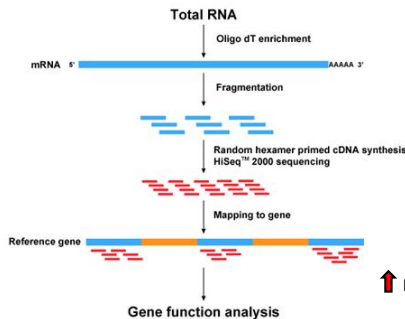 Total RNA
Oligo dT enrichment
mRNA 5' AAAAA 3'
Fragmentation
Random hexamer primed cDNA synthesis
HiSeq™ 2000 sequencing
Mapping to gene
Reference gene
Gene function analysis